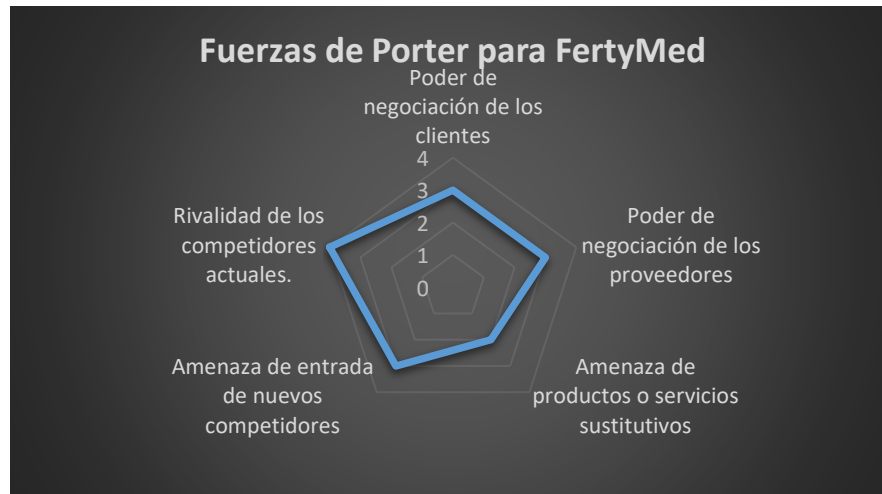 Fuerzas de Porter para FertyMed
Poder de
negociación de los
clientes
4
3
2
1
0
Rivalidad de los
competidores
actuales.
Poder de
negociación de los
proveedores
Amenaza de entrada
de nuevos
competidores
Amenaza de
productos o servicios
sustitutivos